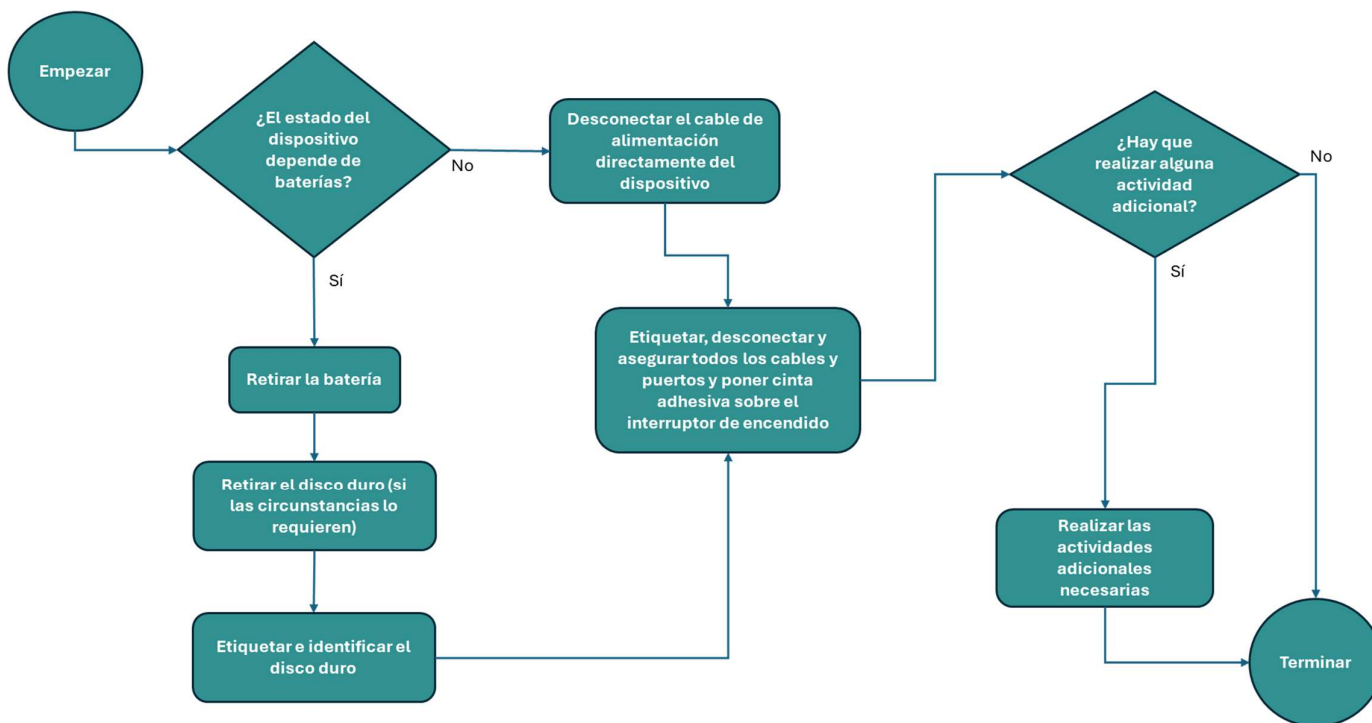 Empezar
¿El estado del
dispositivo
depende de
baterías?
No
Sí
Desconectar el cable de
alimentación
directamente del
dispositivo
Retirar la batería
Retirar el disco duro (si
las circunstancias lo
requieren)
Etiquetar e identificar el
disco duro
Etiquetar, desconectar y
asegurar todos los cables y
puertos y poner cinta
adhesiva sobre el
interruptor de encendido
¿Hay que
realizar alguna
actividad
adicional?
No
Sí
Realizar las
actividades
adicionales
necesarias
Terminar